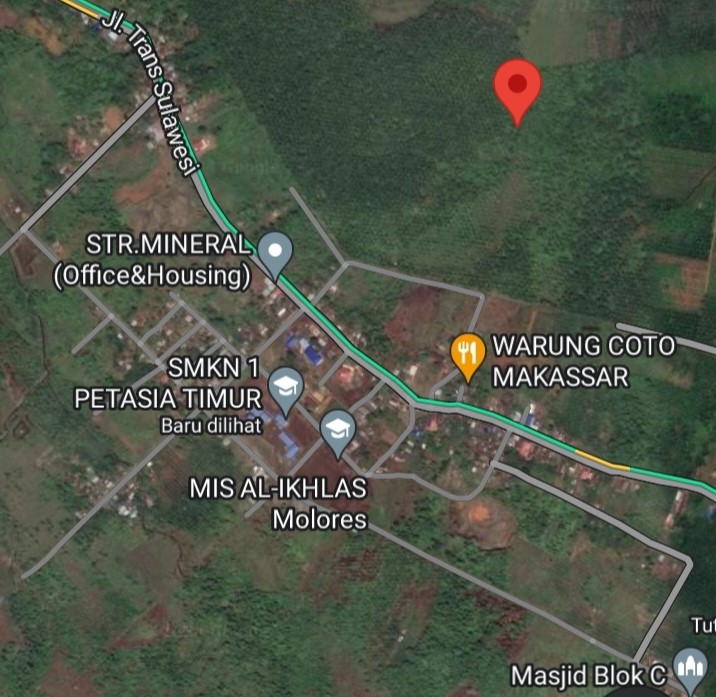 Jl. Trans Sulawesi
STR.MINERAL
(Office&Housing)
WARUNG COTO
MAKASSAR
SMKN 1
PETASIA TIMUR
Baru dilihat
MIS AL-IKHLAS
Molores
Tut
Masjid Blok C